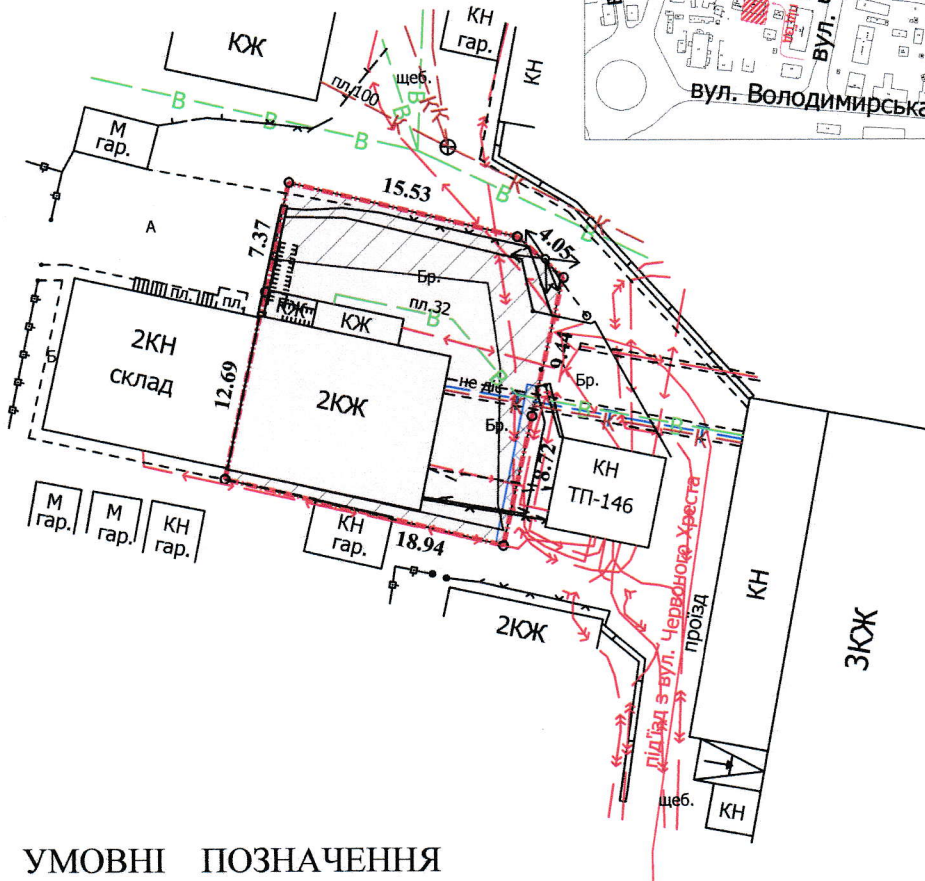 КН
гар.
КЖ
КН
вул.
вул. Володимирська
щеб.
пл.100
В
В
В
В
В
К
К
К
К
М
гар.
15.53
4.05
А
7.37
Бр.
пл.32
В
пл.
пл.
КЖ
КЖ
2КН
склад
12.69
2КЖ
9.44
не діє
Бр.
Бр.
В
В
В
К
К
8.72
КН
ТП-146
М
гар.
М
гар.
КН
гар.
КН
гар.
18.94
2КЖ
під'їзд з вул. Червоного Хреста
проїзд
КН
3КЖ
щеб.
КН
УМОВНІ ПОЗНАЧЕННЯ